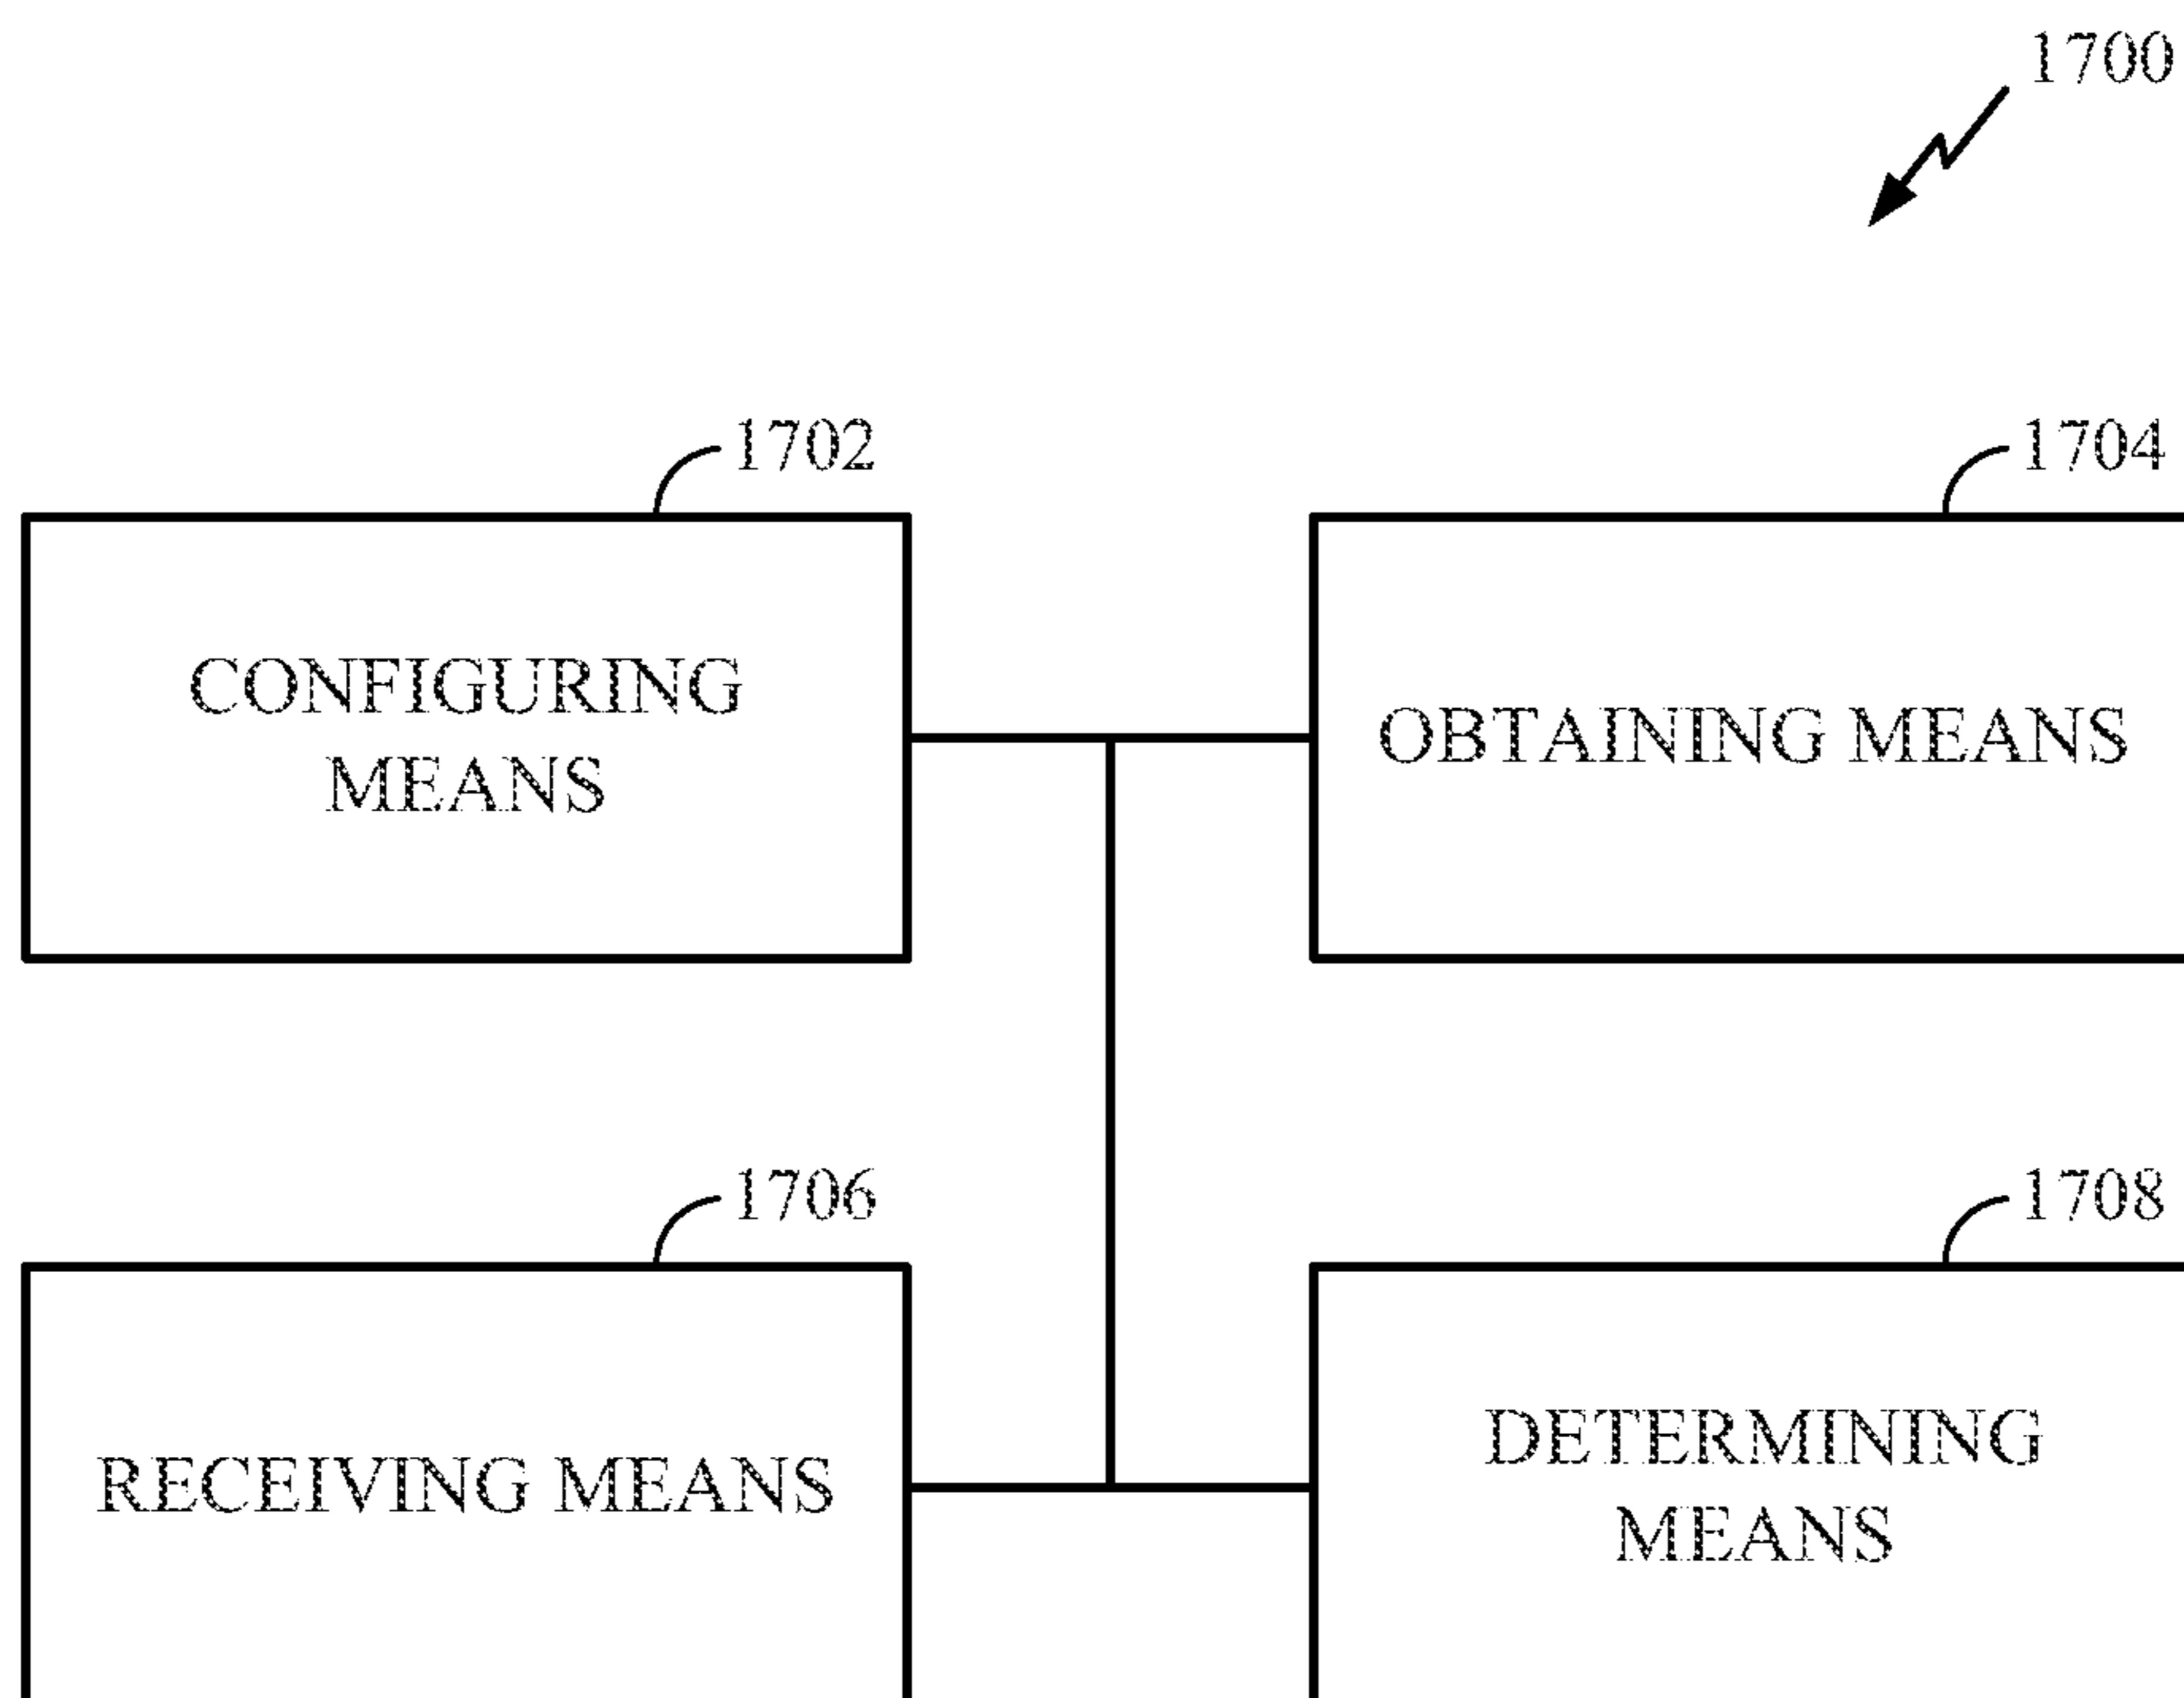 1700
1702
1704
CONFIGURING
MEANS
OBTAINING MEANS
1706
1708
RECEIVING MEANS
DETERMINING
MEANS